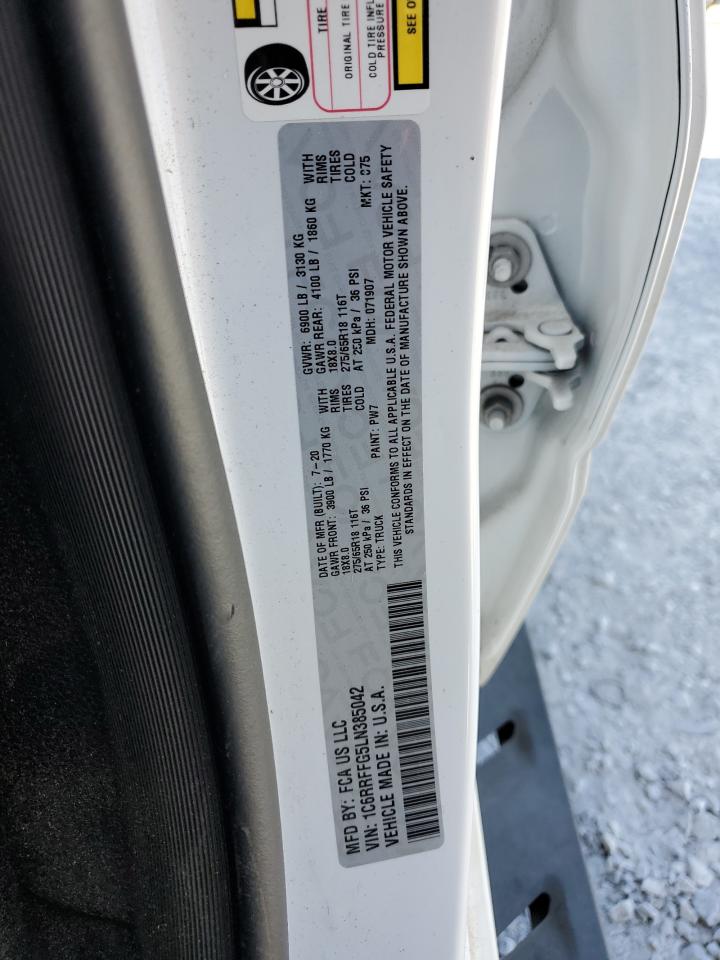 MFD BY: FCA US LLC
VIN: 1C6RRFFG5LN385042
VEHICLE MADE IN: U.S.A.
DATE OF MFR (BUILT): 7-20
GAWR FRONT: 3900 LB / 1770 KG WITH
18X8.0 RIMS
275/65R18 116T TIRES
AT 250 kPa / 36 PSI COLD
TYPE: TRUCK PAINT: PW7
GVWR: 6900 LB / 3130 KG
GAWR REAR: 4100 LB / 1860 KG WITH
18X8.0 RIMS
275/65R18 116T TIRES
AT 250 kPa / 36 PSI COLD
MDH: 071907 MKT:
THIS VEHICLE CONFORMS TO ALL APPLICABLE U.S.A. FEDERAL MOTOR VEHICLE SAFETY
STANDARDS IN EFFECT ON THE DATE OF MANUFACTURE SHOWN ABOVE.
TIRE
ORIGINAL TIRE
COLD TIRE INFL
PRESSURE
SEE O